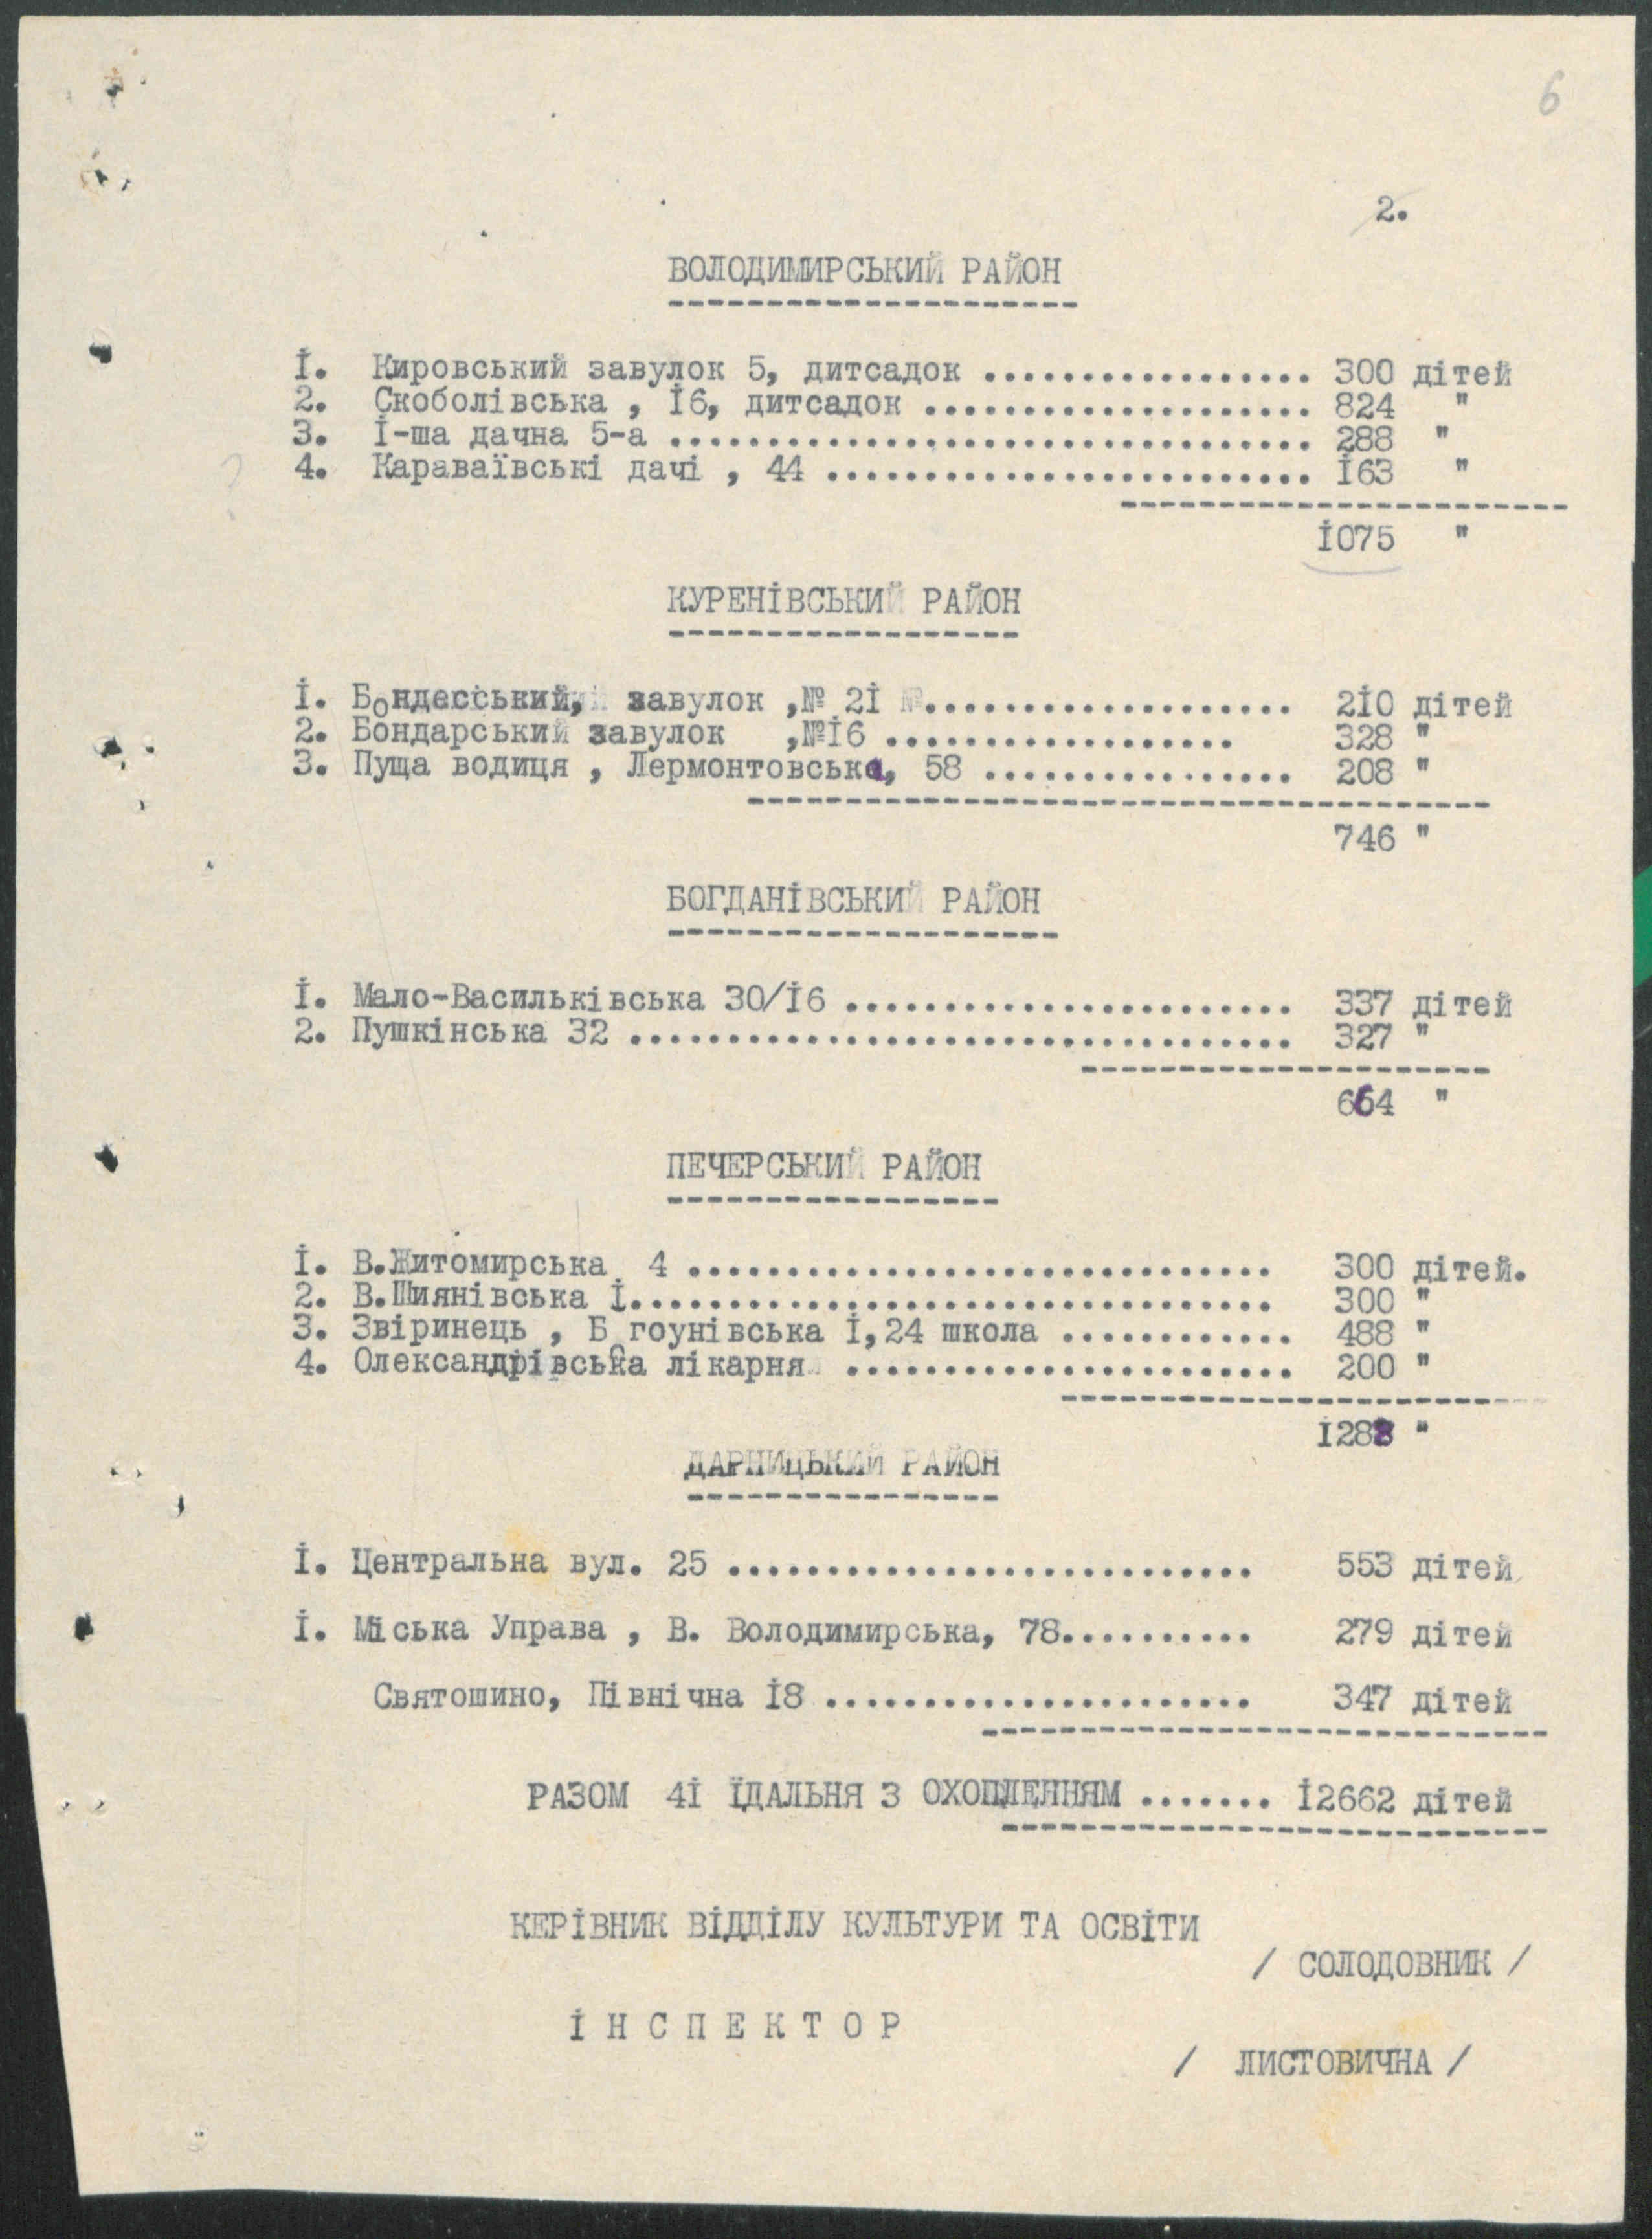 6
2.
ВОЛОДИМИРСЬКИЙ РАЙОН
І. Кировський завулок 5, дитсадок ................. 300 дітей
2. Скоболівська , І6, дитсадок .................... 824 "
3. І-ша дачна 5-а ................................. 288 "
4. Караваївські дачі , 44 ......................... І63 "
І075 "
КУРЕНІВСЬКИЙ РАЙОН
І. Бондесський, завулок ,№ 2І ................... 2І0 дітей
2. Бондарський завулок ,№І6 .................. 328 "
3. Пуща водиця , Лермонтовська, 58 ................ 208 "
746 "
БОГДАНІВСЬКИЙ РАЙОН
І. Мало-Васильківська 30/І6 ....................... 337 дітей
2. Пушкінська 32 .................................. 327 "
664 "
ПЕЧЕРСЬКИЙ РАЙОН
І. В.Житомирська 4 .............................. 300 дітей.
2. В.Шиянівська І................................. 300 "
3. Звіринець , Бґоунівська І,24 школа ............ 488 "
4. Олександрівська лікарня ....................... 200 "
І288 "
ДАРНИЦЬКИЙ РАЙОН
І. Центральна вул. 25 ........................... 553 дітей
І. Міська Управа , В. Володимирська, 78.......... 279 дітей
Святошино, Північна І8 ...................... 347 дітей
РАЗОМ 4І ЇДАЛЬНЯ З ОХОПЛЕННЯМ ....... І2662 дітей
КЕРІВНИК ВІДДІЛУ КУЛЬТУРИ ТА ОСВІТИ
/ СОЛОДОВНИК /
І Н С П Е К Т О Р
/ ЛИСТОВИЧНА /